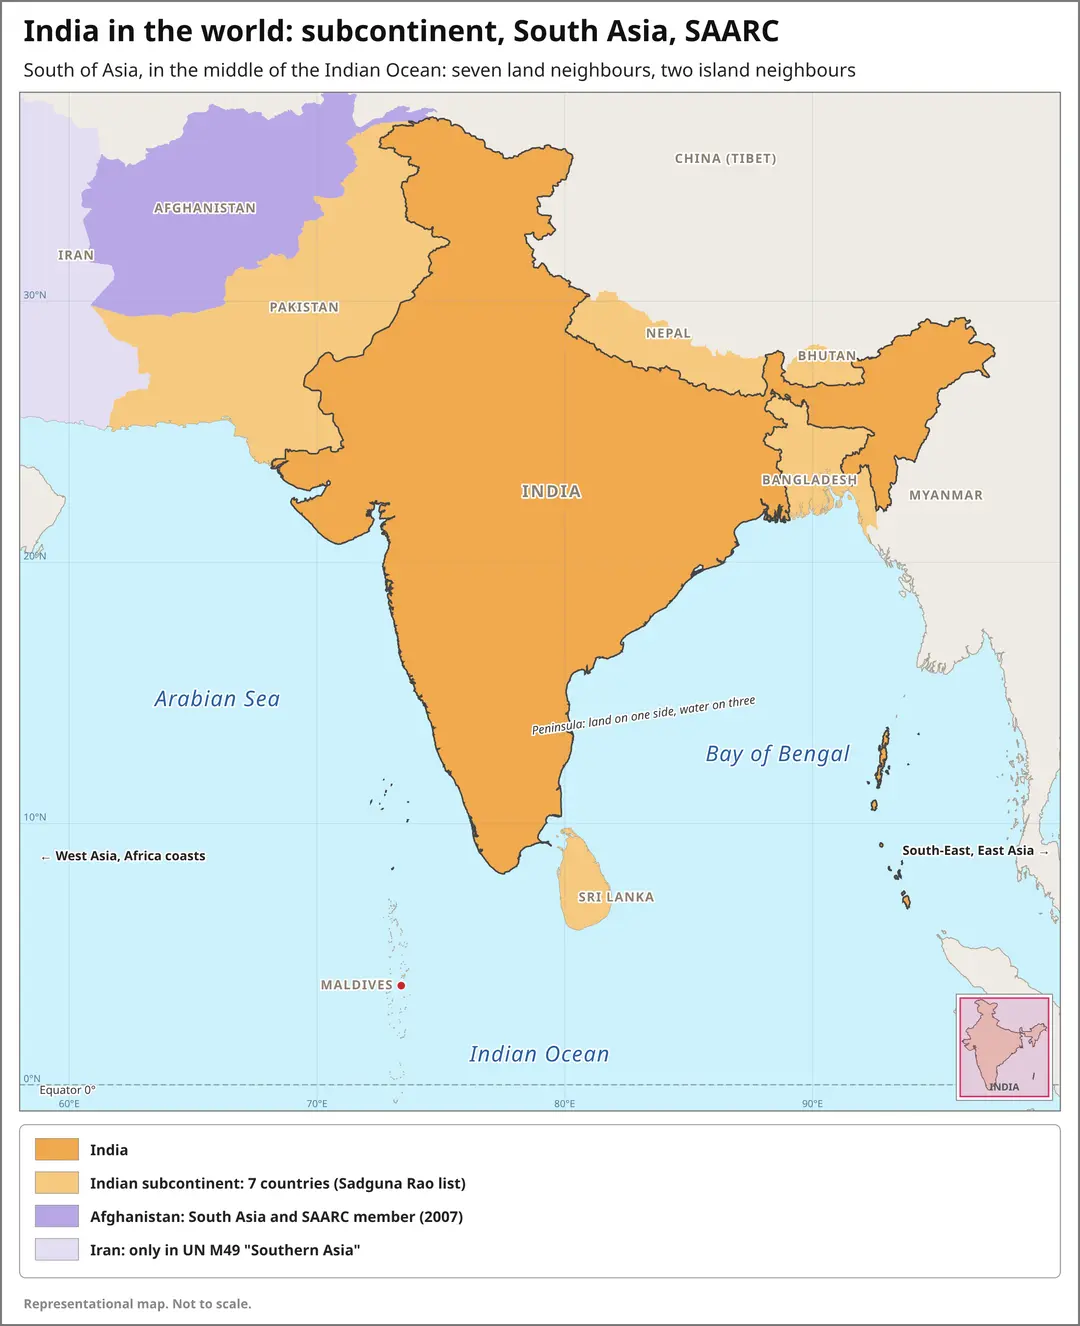 India in the world: subcontinent, South Asia, SAARC
South of Asia, in the middle of the Indian Ocean: seven land neighbours, two island neighbours
CHINA (TIBET)
AFGHANISTAN
IRAN
30°N
PAKISTAN
NEPAL
BHUTAN
INDIA
BANGLADESH
MYANMAR
20°N
Arabian Sea
Peninsula: land on one side, water on three
Bay of Bengal
10°N
← West Asia, Africa coasts
South-East, East Asia →
SRI LANKA
MALDIVES
Indian Ocean
INDIA
0°N
Equator 0°
60°E
70°E
80°E
90°E
India
Indian subcontinent: 7 countries (Sadguna Rao list)
Afghanistan: South Asia and SAARC member (2007)
Iran: only in UN M49 "Southern Asia"
Representational map. Not to scale.